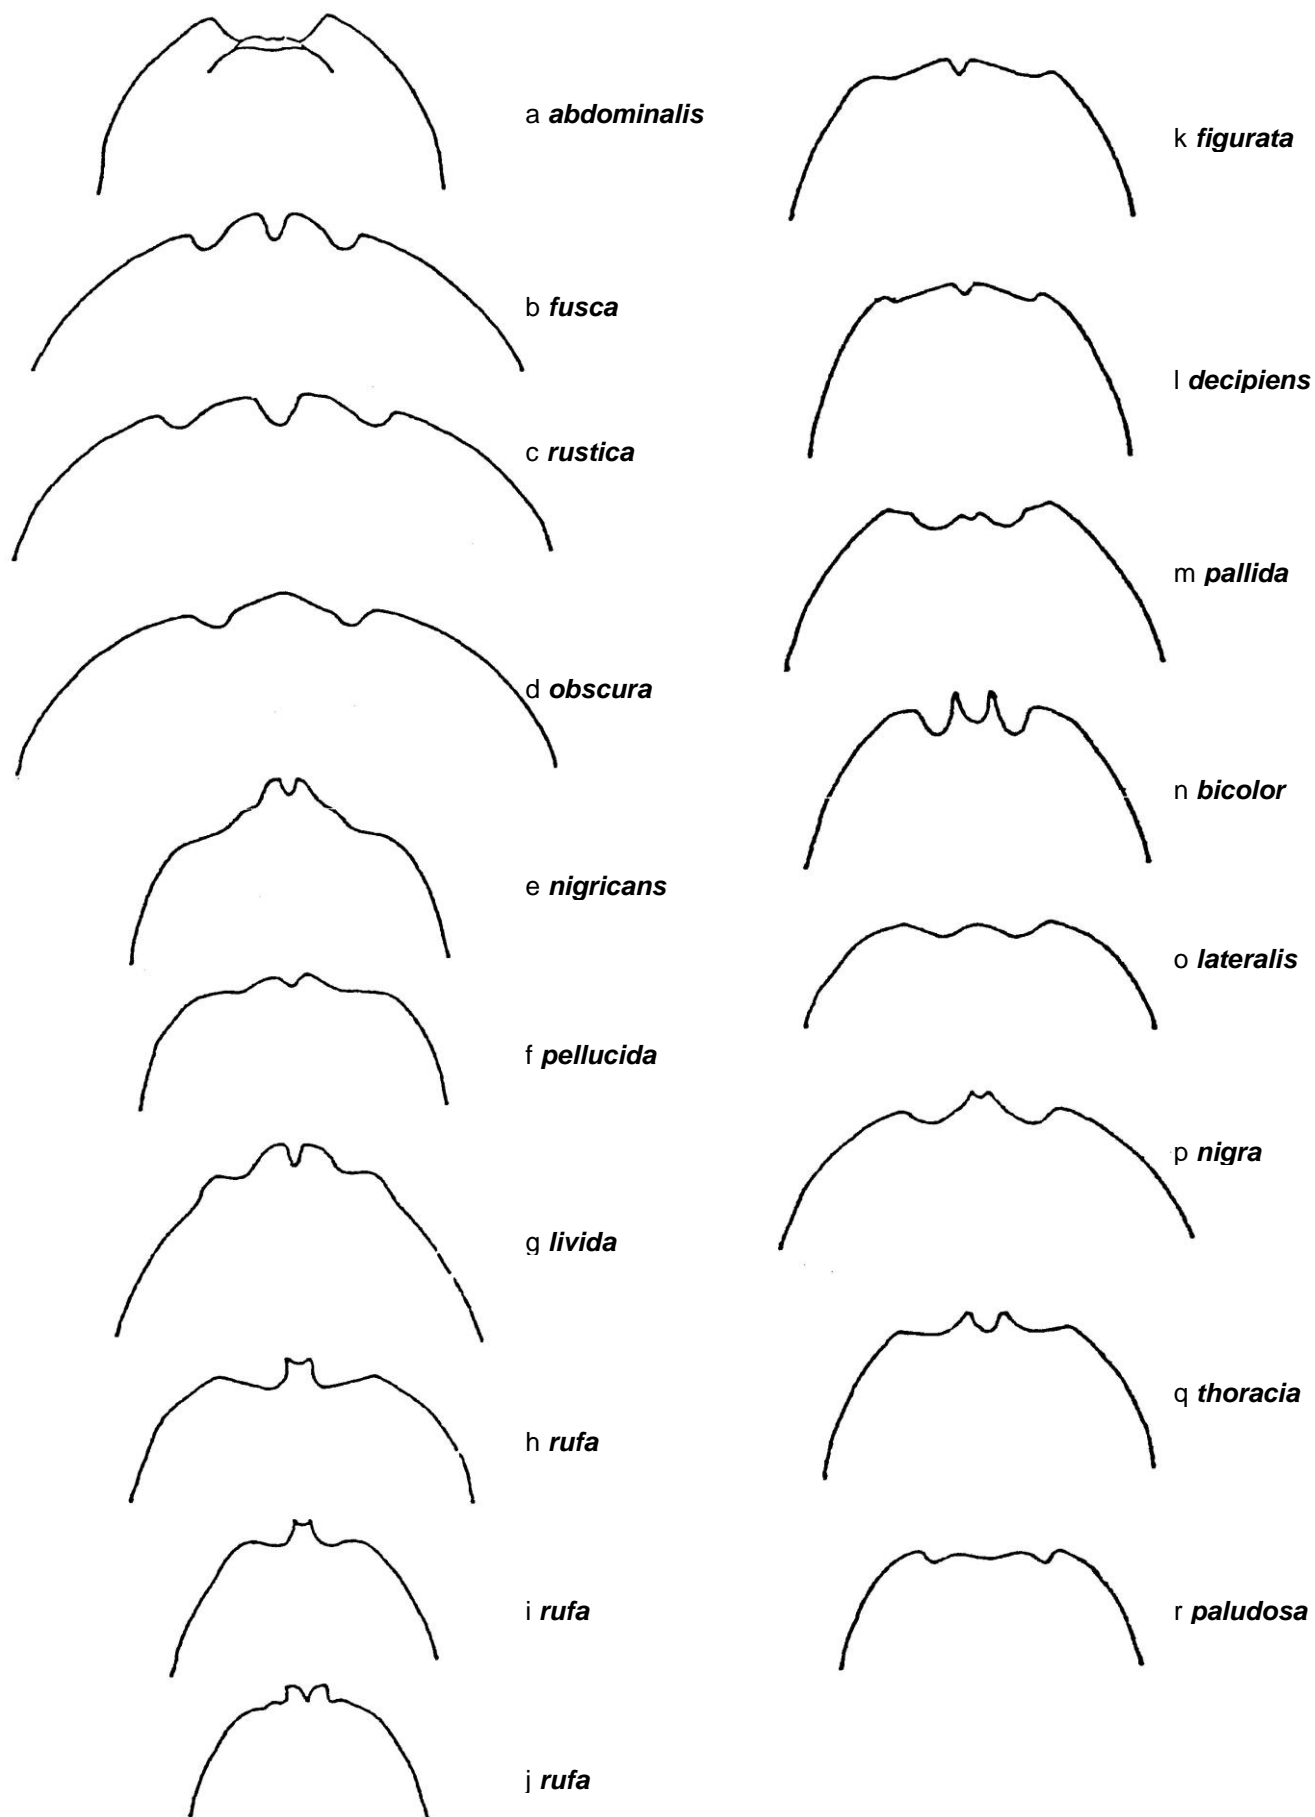 a abdominalis
b fusca
c rustica
d obscura
e nigricans
f pellucida
g livida
h rufa
i rufa
j rufa
k figurata
l decipiens
m pallida
n bicolor
o lateralis
p nigra
q thoracia
r paludosa